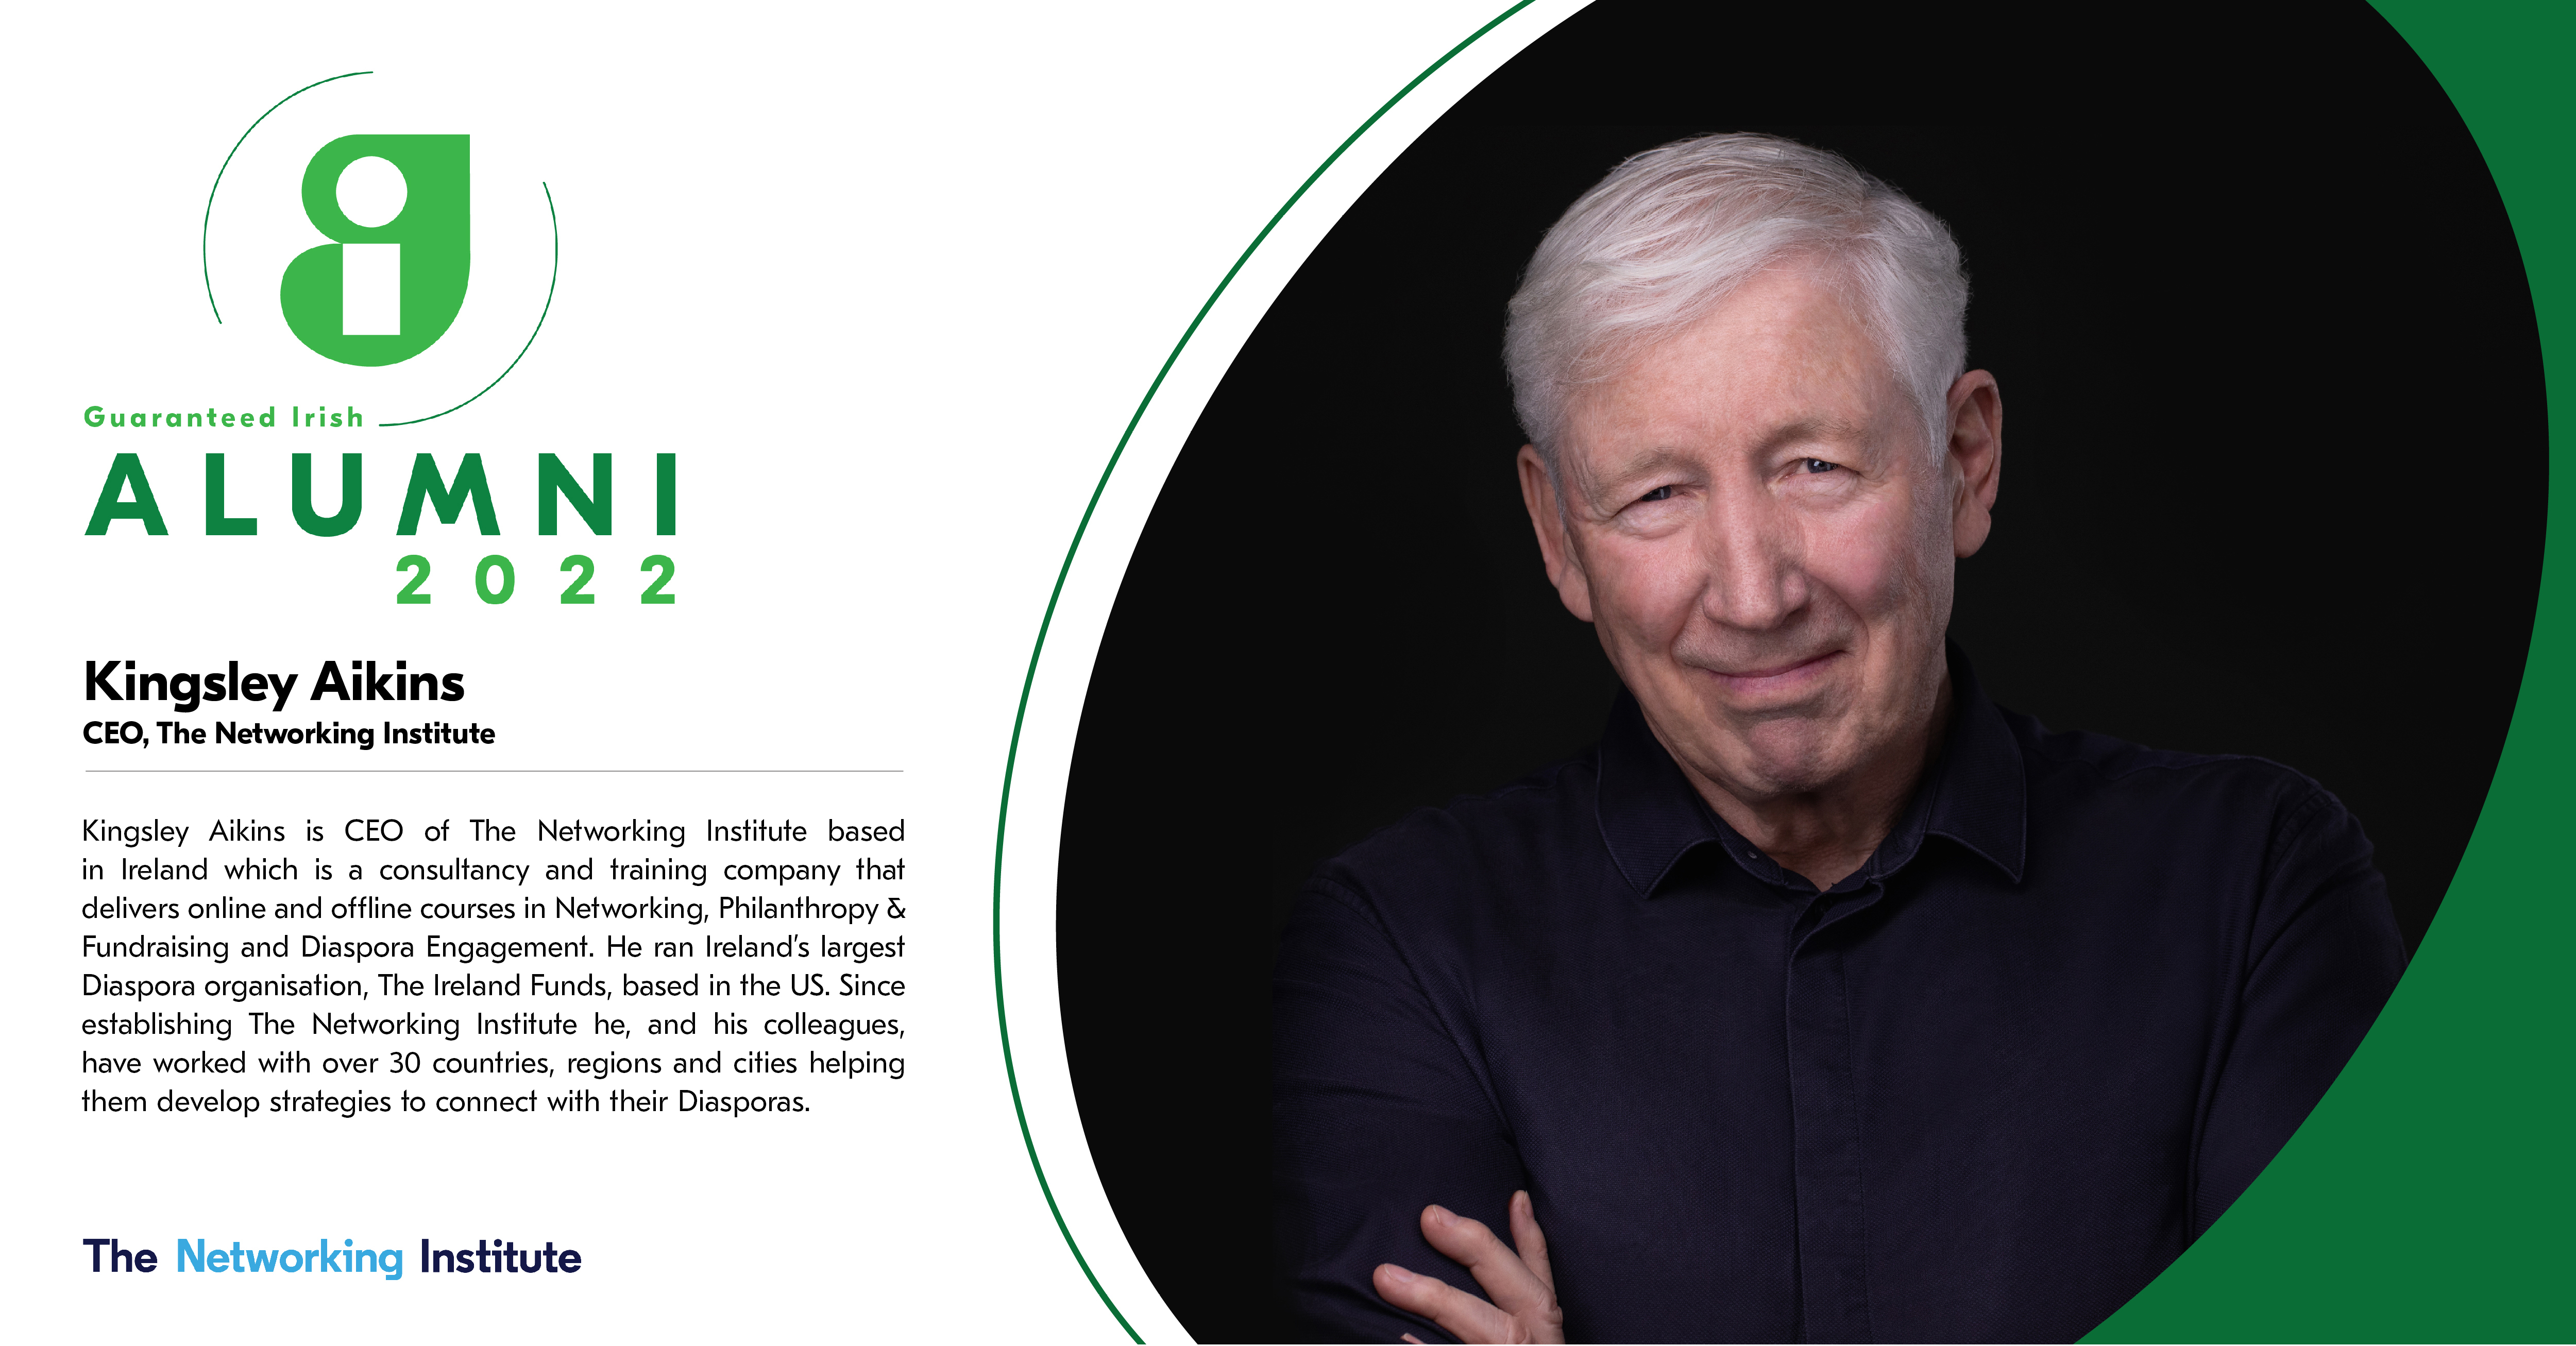 Guaranteed Irish
ALUMNI
2022
Kingsley Aikins
CEO, The Networking Institute
Kingsley Aikins is CEO of The Networking Institute based
in Ireland which is a consultancy and training company that
delivers online and offline courses in Networking, Philanthropy &
Fundraising and Diaspora Engagement. He ran Ireland’s largest
Diaspora organisation, The Ireland Funds, based in the US. Since
establishing The Networking Institute he, and his colleagues,
have worked with over 30 countries, regions and cities helping
them develop strategies to connect with their Diasporas.
The Networking Institute